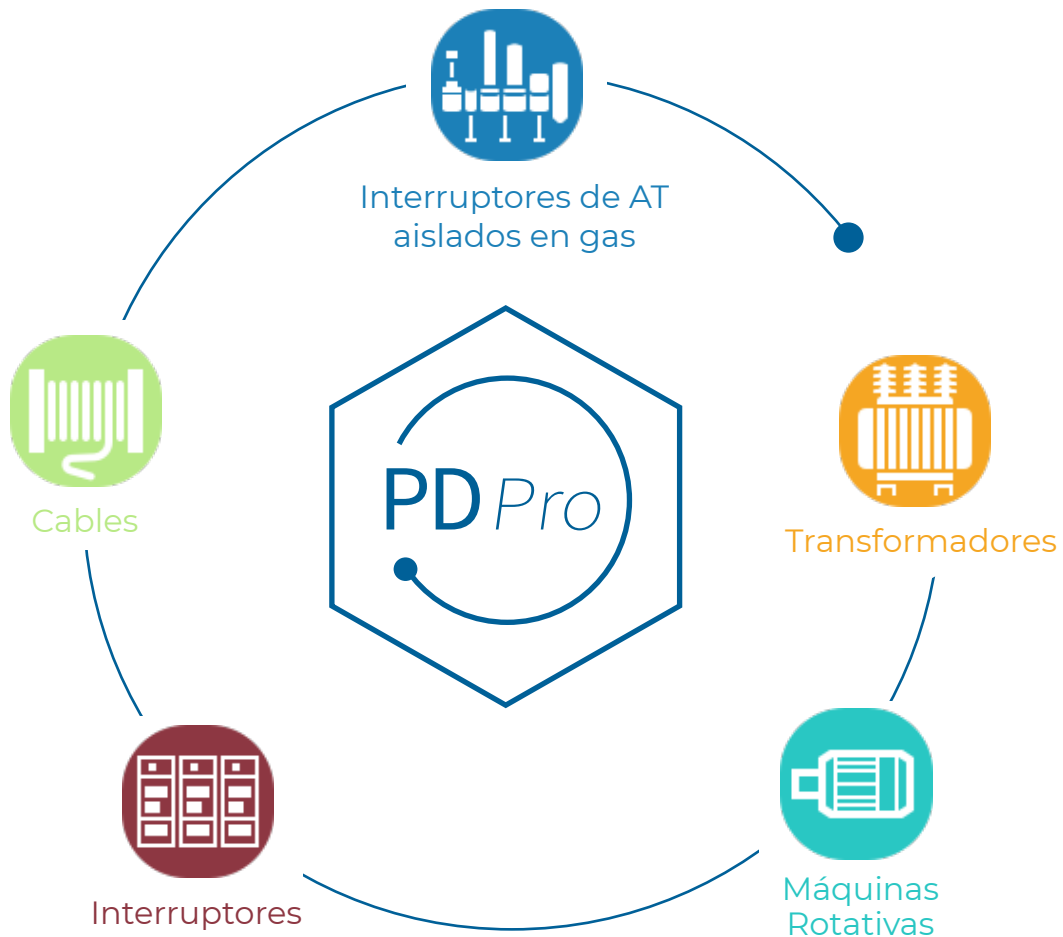 Interruptores de AT
aislados en gas
Cables
PD Pro
Transformadores
Interruptores
Máquinas
Rotativas